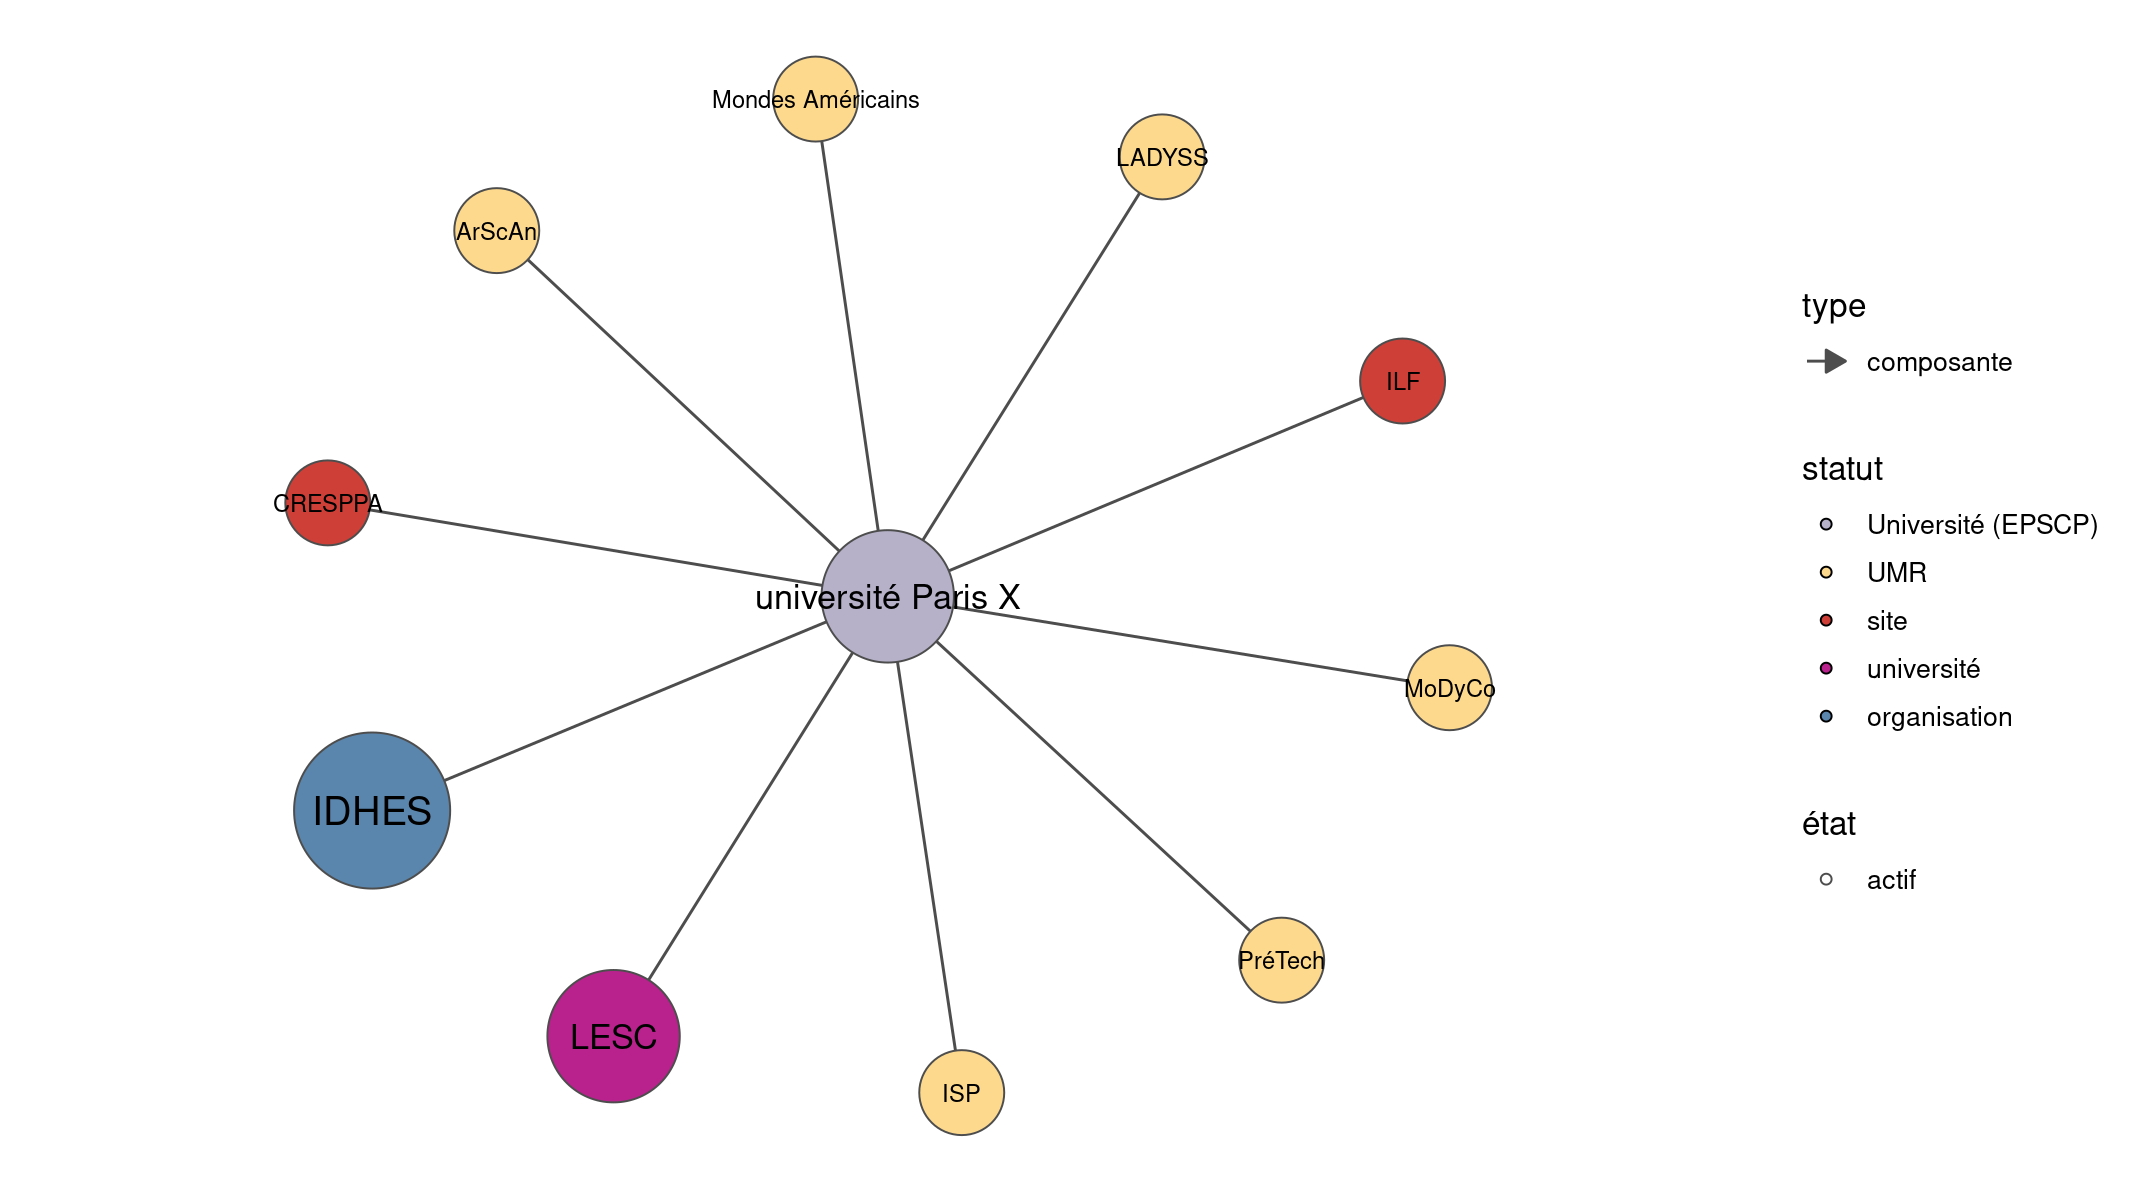 Mondes Américains
LADYSS
ArScAn
ILF
CRESPPA
université Paris X
MoDyCo
IDHES
PréTech
LESC
ISP
type
composante
statut
Université (EPSCP)
UMR
site
université
organisation
état
actif